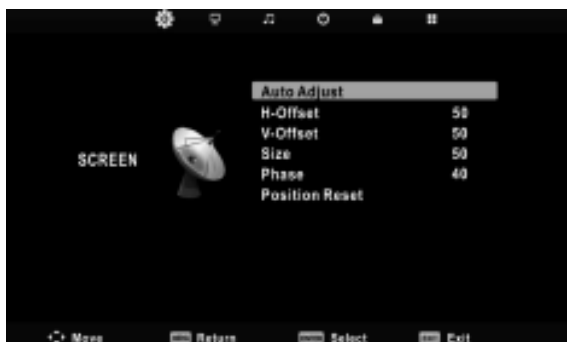 Auto Adjust
H-Offset 50
V-Offset 50
SCREEN
Size 50
Phase 40
Position Reset
Move Return Select Exit